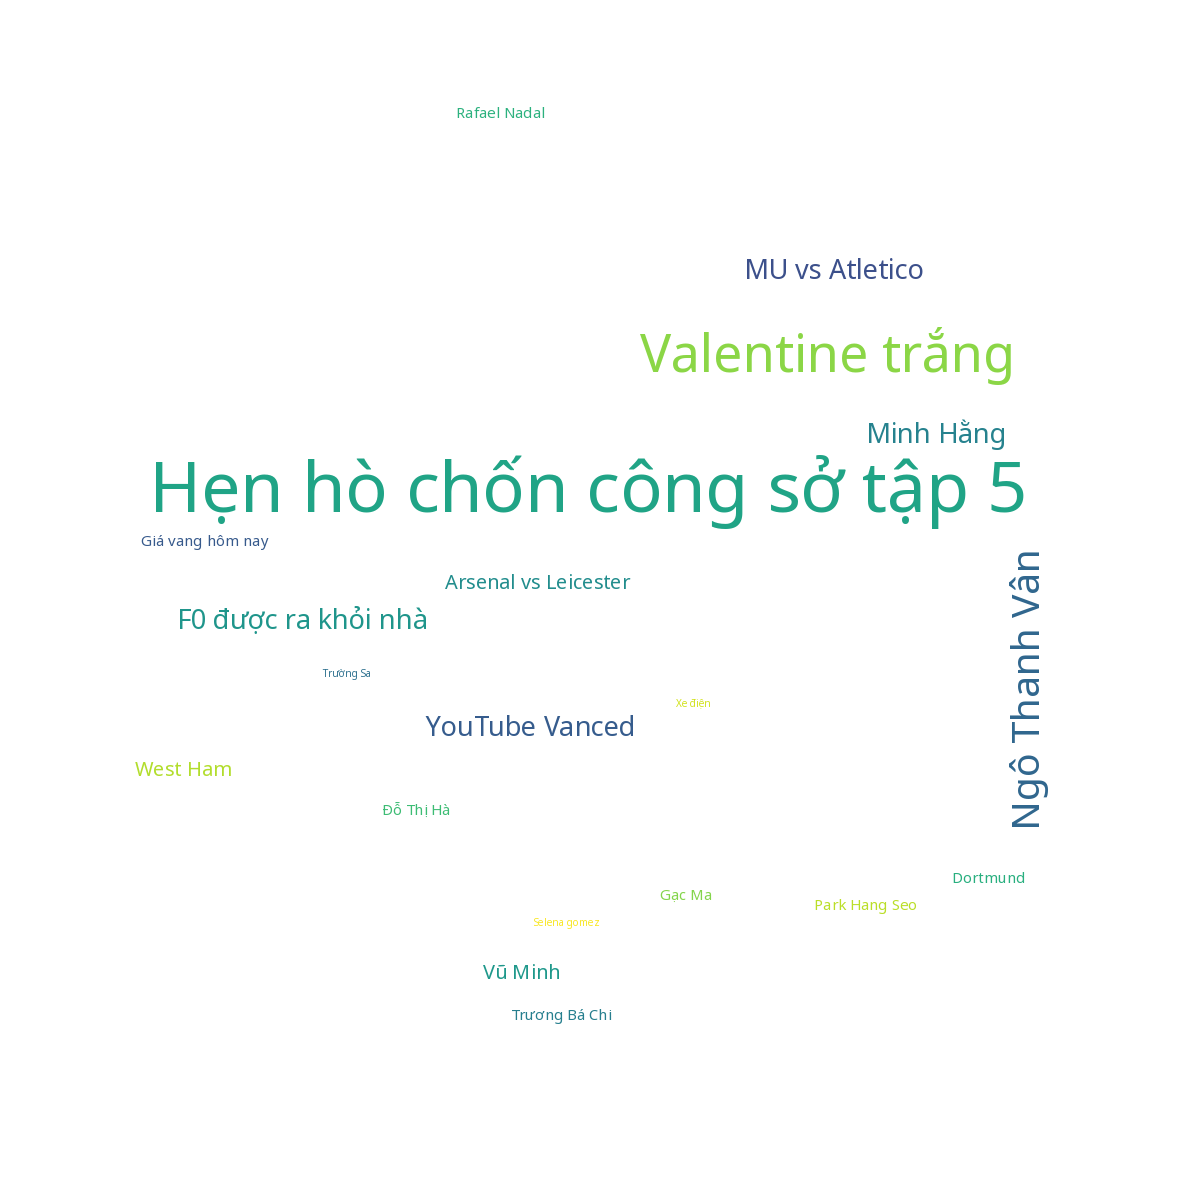 Rafael Nadal
MU vs Atletico
Valentine trắng
Minh Hằng
Hẹn hò chốn công sở tập 5
Giá vang hôm nay
Arsenal vs Leicester
F0 được ra khỏi nhà
Ngô Thanh Vân
Trường Sa
Xe điện
YouTube Vanced
West Ham
Đỗ Thị Hà
Dortmund
Gạc Ma
Park Hang Seo
Selena gomez
Vũ Minh
Trương Bá Chi